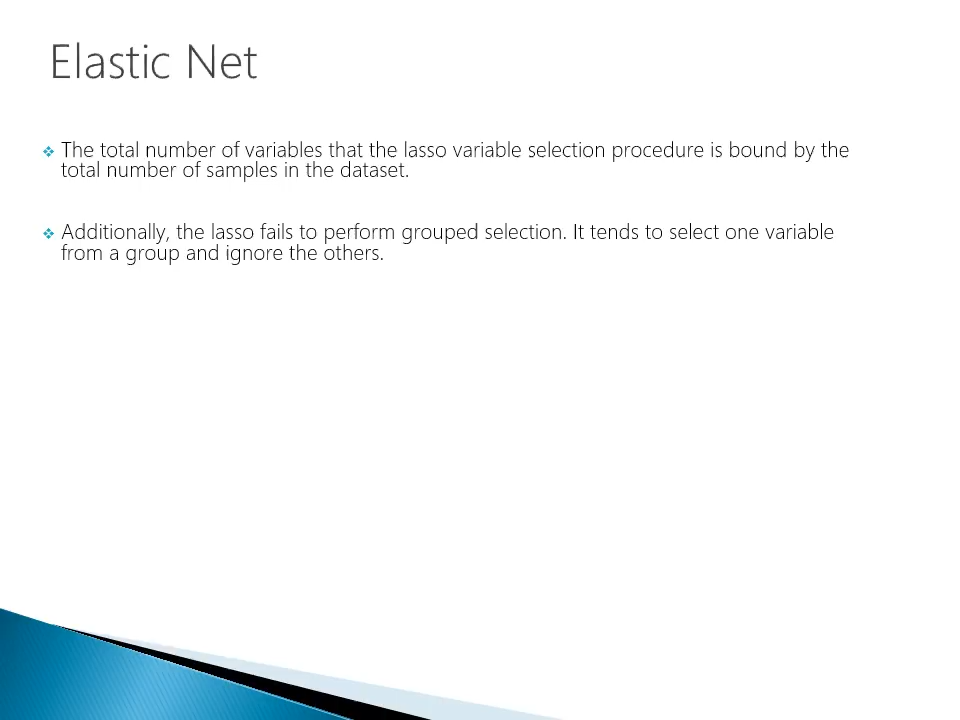 Elastic Net
The total number of variables that the lasso variable selection procedure is bound by the
total number of samples in the dataset.
Additionally, the lasso fails to perform grouped selection. It tends to select one variable
from a group and ignore the others.